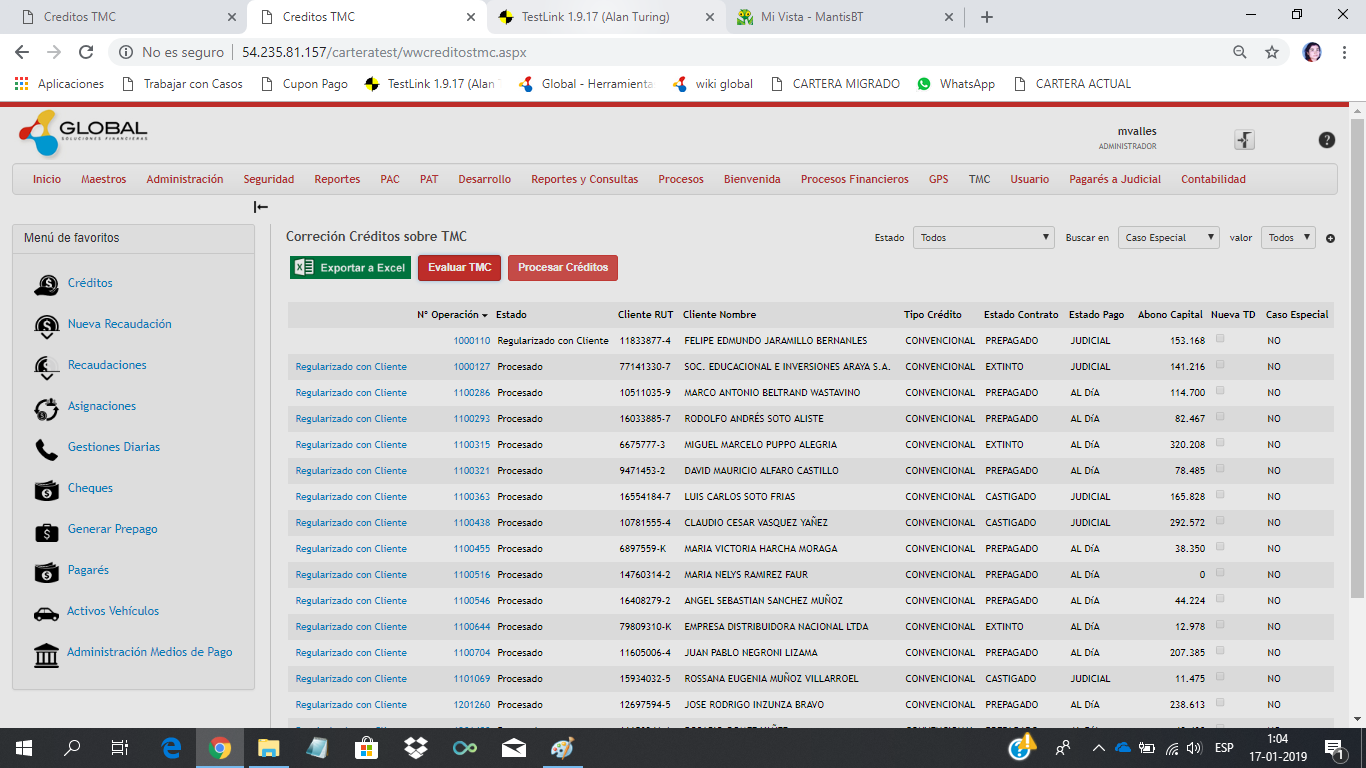 Creditos TMC
Creditos TMC
TestLink 1.9.17 (Alan Turing)
Mi Vista - MantisBT
No es seguro 54.235.81.157/carteratest/wwcreditostmc.aspx
Aplicaciones Trabajar con Casos Cupon Pago TestLink 1.9.17 (Alan Global - Herramienta wiki global CARTERA MIGRADO WhatsApp CARTERA ACTUAL
GLOBAL
SOLUCIONES FINANCIERAS
mvalles
ADMINISTRADOR
Inicio Maestros Administración Seguridad Reportes PAC PAT Desarrollo Reportes y Consultas Procesos Bienvenida Procesos Financieros GPS TMC Usuario Pagarés a Judicial Contabilidad
Menú de favoritos
Créditos
Nueva Recaudación
Recaudaciones
Asignaciones
Gestiones Diarias
Cheques
Generar Prepago
Pagarés
Activos Vehículos
Administración Medios de Pago
Correción Créditos sobre TMC
Estado Todos Buscar en Caso Especial valor Todos
Exportar a Excel Evaluar TMC Procesar Créditos
N° Operación Estado Cliente RUT Cliente Nombre Tipo Crédito Estado Contrato Estado Pago Abono Capital Nueva TD Caso Especial
1000110 Regularizado con Cliente 11833877-4 FELIPE EDMUNDO JARAMILLO BERNANLES CONVENCIONAL PREPAGADO JUDICIAL 153.168 NO
Regularizado con Cliente 1000127 Procesado 77141330-7 SOC. EDUCACIONAL E INVERSIONES ARAYA S.A. CONVENCIONAL EXTINTO JUDICIAL 141.216 NO
Regularizado con Cliente 1100286 Procesado 10511035-9 MARCO ANTONIO BELTRAND WASTAVINO CONVENCIONAL PREPAGADO AL DíA 114.700 NO
Regularizado con Cliente 1100293 Procesado 16033885-7 RODOLFO ANDRÉS SOTO ALISTE CONVENCIONAL PREPAGADO AL DíA 82.467 NO
Regularizado con Cliente 1100315 Procesado 6675777-3 MIGUEL MARCELO PUPPO ALEGRIA CONVENCIONAL EXTINTO AL DíA 320.208 NO
Regularizado con Cliente 1100321 Procesado 9471453-2 DAVID MAURICIO ALFARO CASTILLO CONVENCIONAL PREPAGADO AL DíA 78.485 NO
Regularizado con Cliente 1100363 Procesado 16554184-7 LUIS CARLOS SOTO FRIAS CONVENCIONAL CASTIGADO JUDICIAL 165.828 NO
Regularizado con Cliente 1100438 Procesado 10781555-4 CLAUDIO CESAR VASQUEZ YAÑEZ CONVENCIONAL CASTIGADO JUDICIAL 292.572 NO
Regularizado con Cliente 1100455 Procesado 6897559-K MARIA VICTORIA HARCHA MORAGA CONVENCIONAL PREPAGADO AL DíA 38.350 NO
Regularizado con Cliente 1100516 Procesado 14760314-2 MARIA NELYS RAMIREZ FAUR CONVENCIONAL PREPAGADO AL DíA 0 NO
Regularizado con Cliente 1100546 Procesado 16408279-2 ANGEL SEBASTIAN SANCHEZ MUÑOZ CONVENCIONAL PREPAGADO AL DíA 44.224 NO
Regularizado con Cliente 1100644 Procesado 79809310-K EMPRESA DISTRIBUIDORA NACIONAL LTDA CONVENCIONAL EXTINTO AL DíA 12.978 NO
Regularizado con Cliente 1100704 Procesado 11605006-4 JUAN PABLO NEGRONI LIZAMA CONVENCIONAL PREPAGADO AL DíA 207.385 NO
Regularizado con Cliente 1101069 Procesado 15934032-5 ROSSANA EUGENIA MUÑOZ VILLARROEL CONVENCIONAL CASTIGADO JUDICIAL 11.475 NO
Regularizado con Cliente 1201260 Procesado 12697594-5 JOSE RODRIGO INZUNZA BRAVO CONVENCIONAL PREPAGADO AL DíA 238.613 NO
ESP
1:04
17-01-2019
1